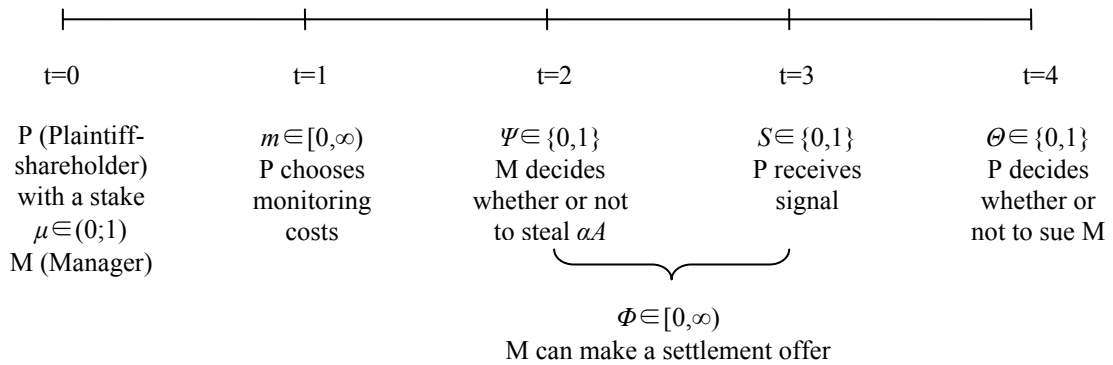 t=0
t=1
t=2
t=3
t=4
P (Plaintiff-
shareholder)
with a stake
μ∈(0;1)
M (Manager)
m∈[0,∞)
P chooses
monitoring
costs
Ψ∈{0,1}
M decides
whether or not
to steal αA
S∈{0,1}
P receives
signal
Θ∈{0,1}
P decides
whether or
not to sue M
Φ∈[0,∞)
M can make a settlement offer